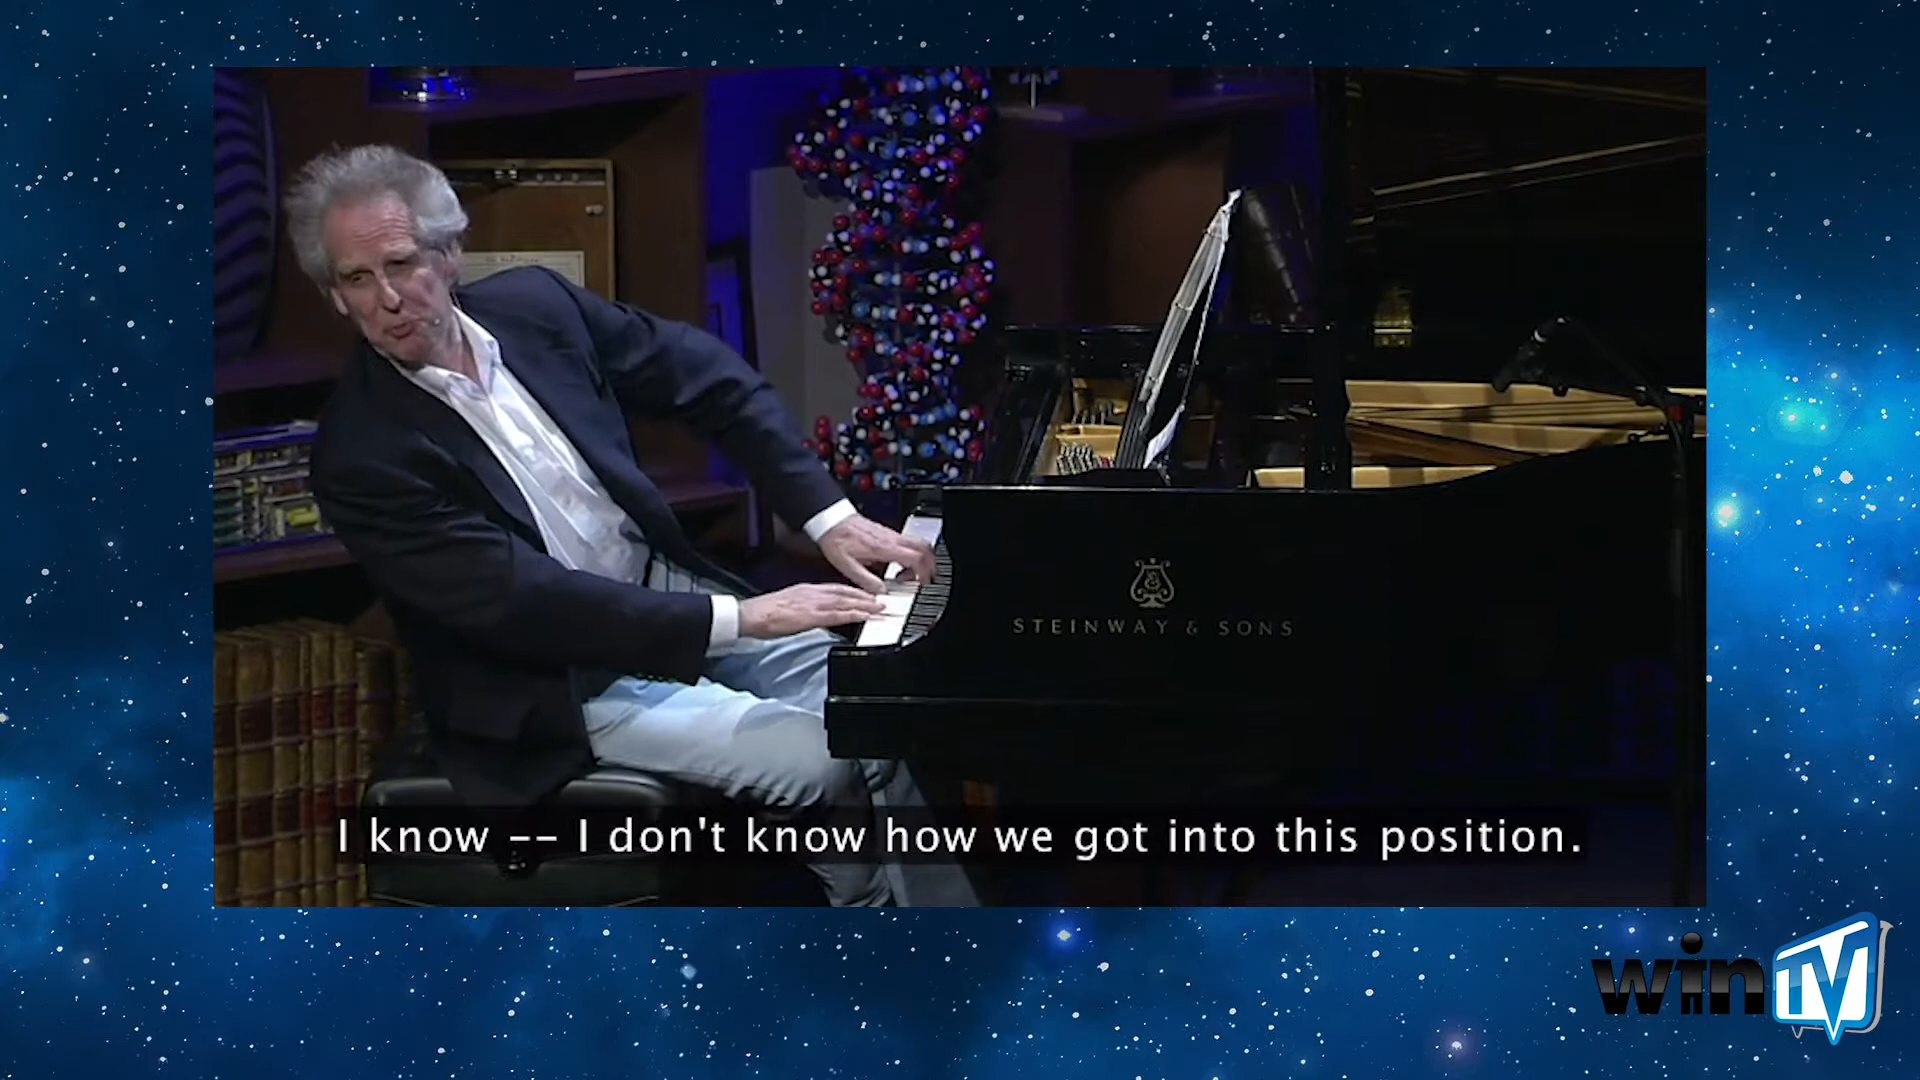 STEINWAY & SONS
I know -- I don't know how we got into this position.
winTV